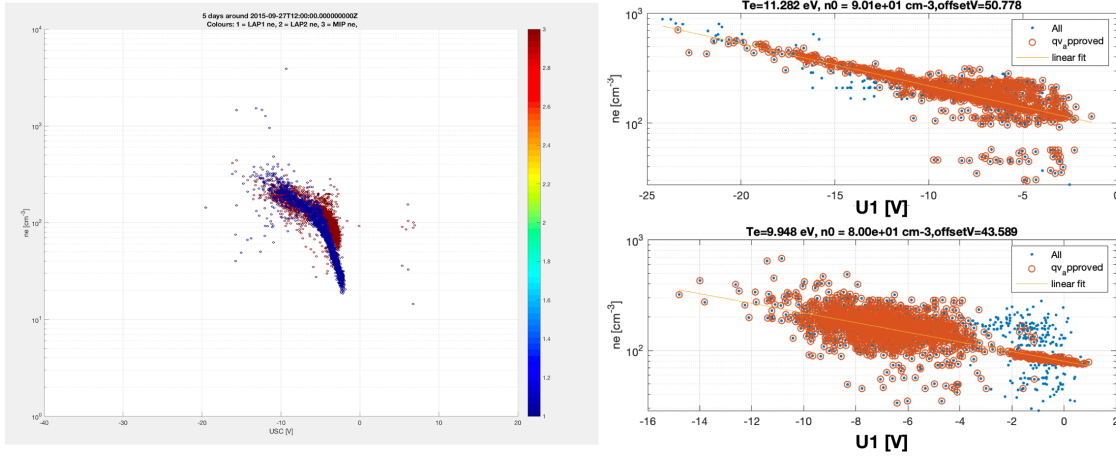 5 days around 2015-09-27T12:00:00.000000000Z
Colours: 1 = LAP1 ne, 2 = LAP2 ne, 3 = MIP ne,
10^4
10^3
10^2
10^1
10^0
ne [cm^-3]
-40
-30
-20
-10
0
10
20
USC [V]
3
2.8
2.6
2.4
2.2
2
1.8
1.6
1.4
1.2
1
Te=11.282 eV, n0 = 9.01e+01 cm-3,offsetV=50.778
10^3
10^2
ne [cm^-3]
All
qv_approved
linear fit
-25
-20
-15
-10
-5
0
U1 [V]
Te=9.948 eV, n0 = 8.00e+01 cm-3,offsetV=43.589
10^3
10^2
ne [cm^-3]
All
qv_approved
linear fit
-16
-14
-12
-10
-8
-6
-4
-2
0
2
U1 [V]